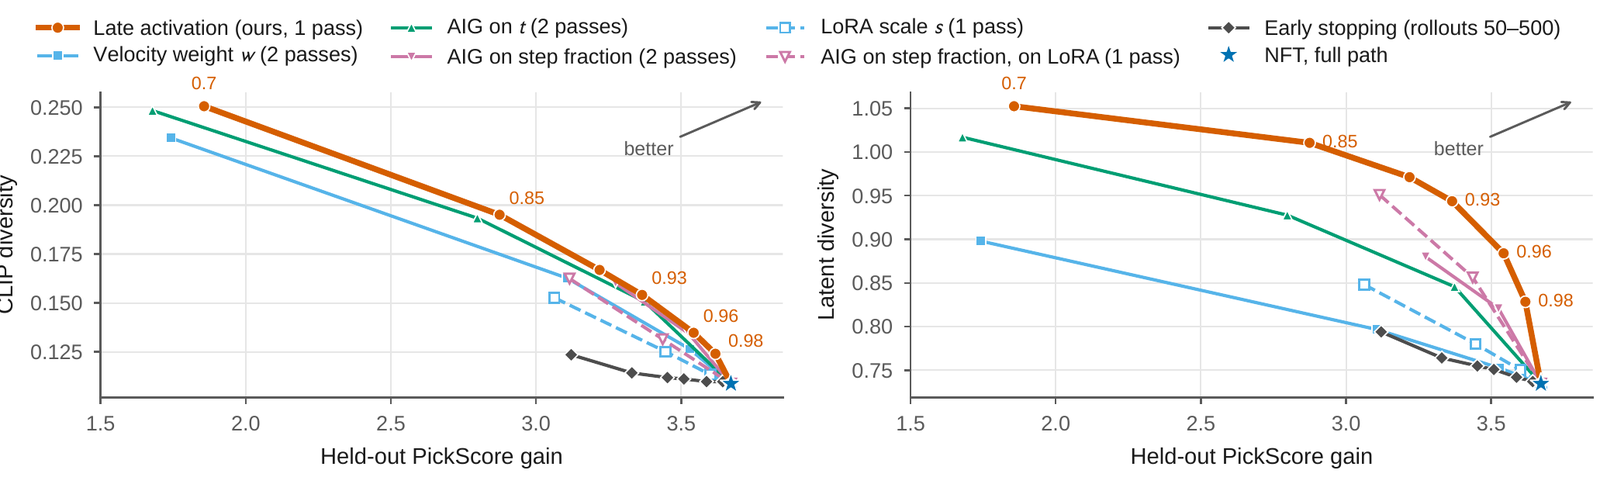 Late activation (ours, 1 pass)
AIG on t (2 passes)
LoRA scale s (1 pass)
Early stopping (rollouts 50–500)
Velocity weight w (2 passes)
AIG on step fraction (2 passes)
AIG on step fraction, on LoRA (1 pass)
NFT, full path
CLIP diversity
0.250
0.225
0.200
0.175
0.150
0.125
0.7
better
0.85
0.93
0.96
0.98
1.5
2.0
2.5
3.0
3.5
Held-out PickScore gain
Latent diversity
1.05
1.00
0.95
0.90
0.85
0.80
0.75
0.7
better
0.85
0.93
0.96
0.98
1.5
2.0
2.5
3.0
3.5
Held-out PickScore gain